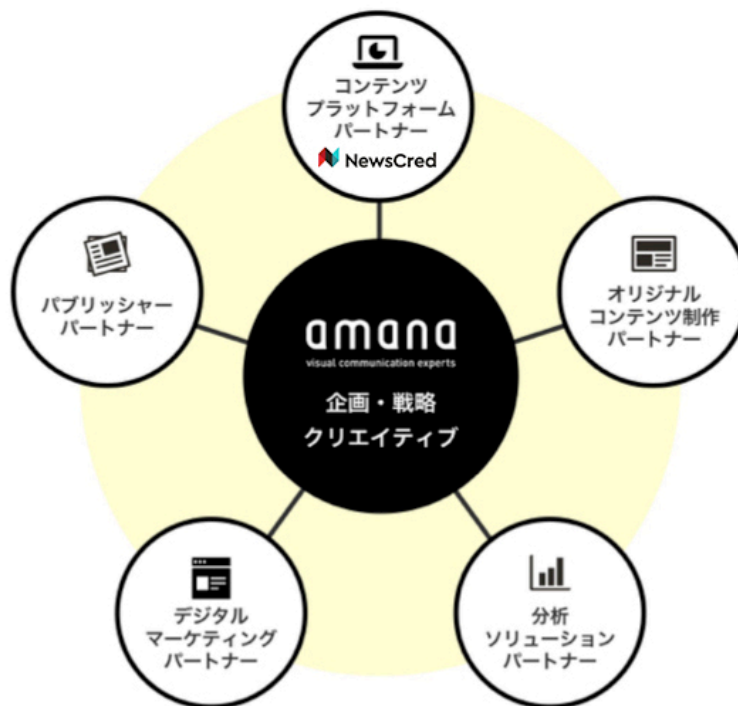 コンテンツ
プラットフォーム
パートナー
NewsCred
パブリッシャー
パートナー
オリジナル
コンテンツ制作
パートナー
amana
visual communication experts
企画・戦略
クリエイティブ
デジタル
マーケティング
パートナー
分析
ソリューション
パートナー